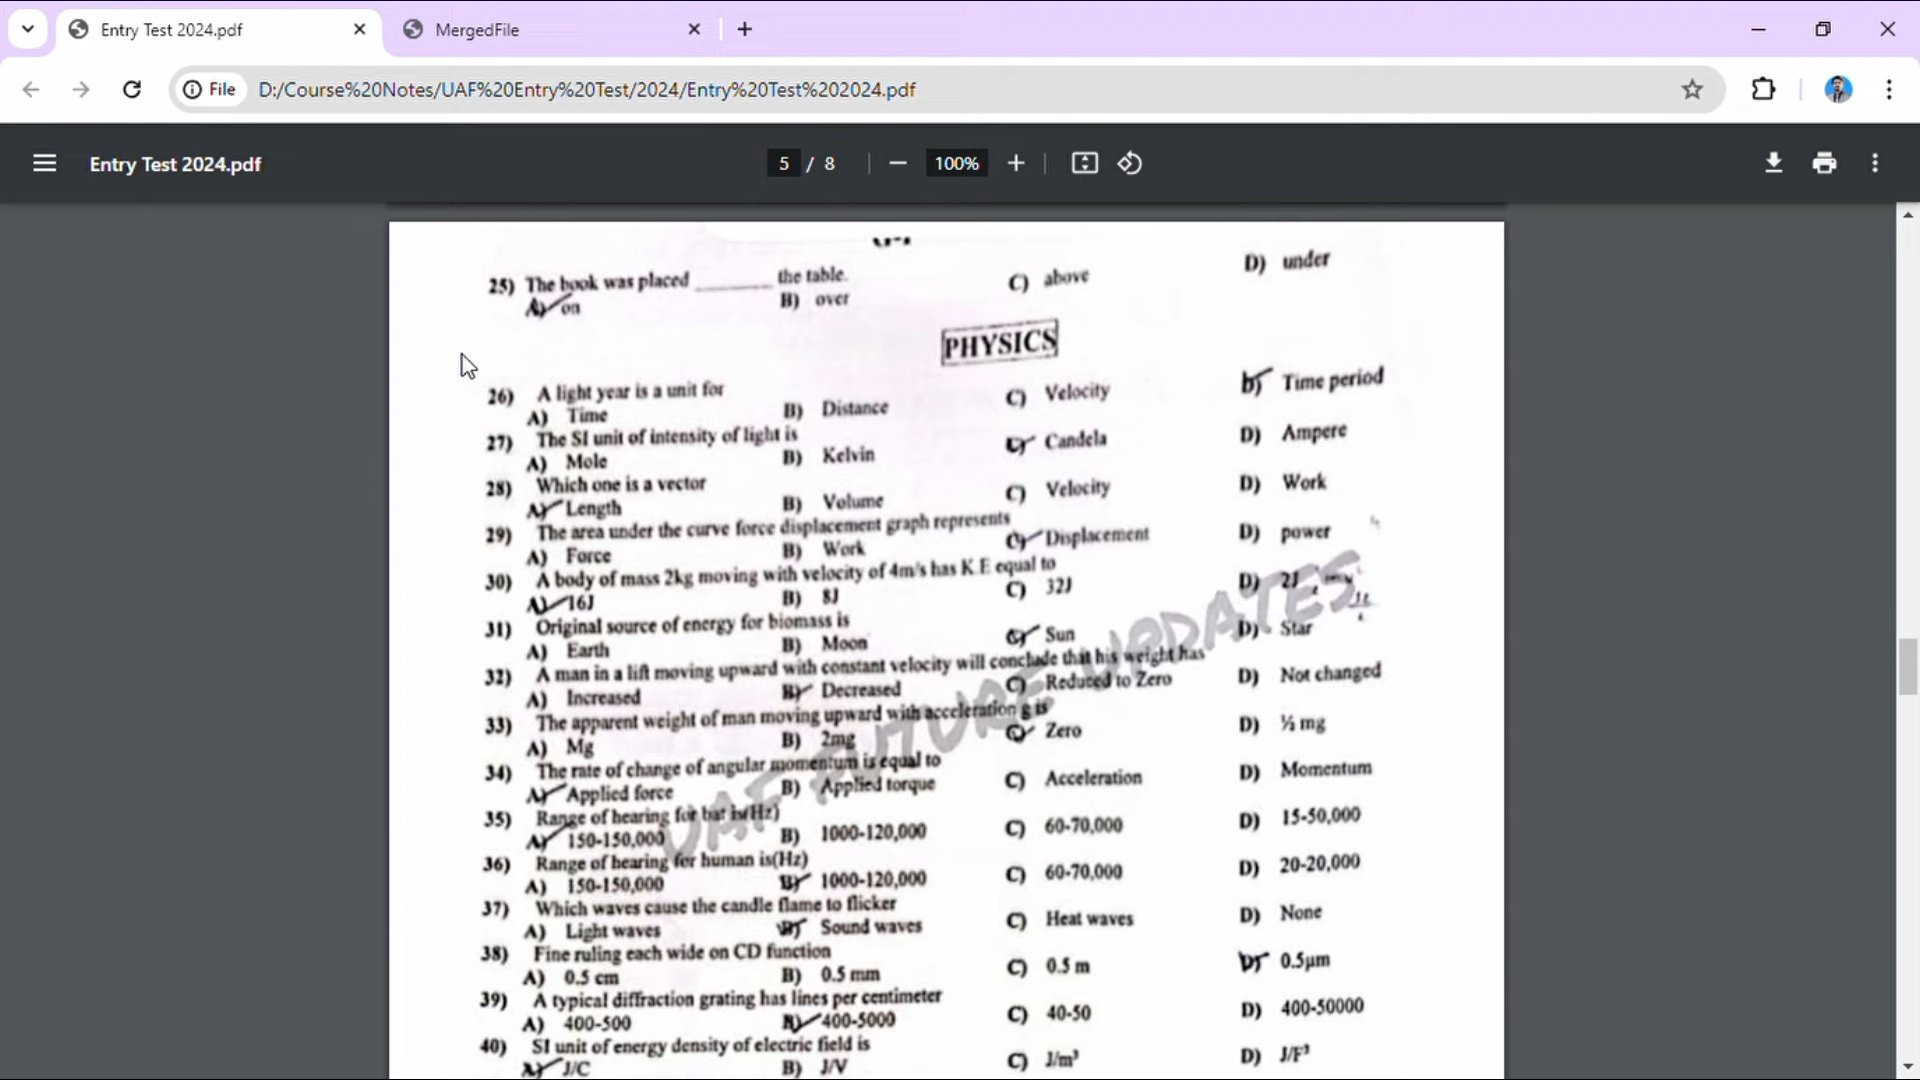 Entry Test 2024.pdf
MergedFile
File
D:/Course%20Notes/UAF%20Entry%20Test/2024/Entry%20Test%202024.pdf
Entry Test 2024.pdf
5 / 8
100%
25) The book was placed ________ the table.
A) on B) over C) above D) under
PHYSICS
26) A light year is a unit for
A) Time B) Distance C) Velocity D) Time period
27) The SI unit of intensity of light is
A) Mole B) Kelvin C) Candela D) Ampere
28) Which one is a vector
A) Length B) Volume C) Velocity D) Work
29) The area under the curve force displacement graph represents
A) Force B) Work C) Displacement D) power
30) A body of mass 2kg moving with velocity of 4m/s has K.E equal to
A) 16J B) 8J C) 32J D) 2J
31) Original source of energy for biomass is
A) Earth B) Moon C) Sun D) Star
32) A man in a lift moving upward with constant velocity will conclude that his weight has
A) Increased B) Decreased C) Reduced to Zero D) Not changed
33) The apparent weight of man moving upward with acceleration g is
A) Mg B) 2mg C) Zero D) ½ mg
34) The rate of change of angular momentum is equal to
A) Applied force B) Applied torque C) Acceleration D) Momentum
35) Range of hearing for bat is(Hz)
A) 150-150,000 B) 1000-120,000 C) 60-70,000 D) 15-50,000
36) Range of hearing for human is(Hz)
A) 150-150,000 B) 1000-120,000 C) 60-70,000 D) 20-20,000
37) Which waves cause the candle flame to flicker
A) Light waves B) Sound waves C) Heat waves D) None
38) Fine ruling each wide on CD function
A) 0.5 cm B) 0.5 mm C) 0.5 m D) 0.5µm
39) A typical diffraction grating has lines per centimeter
A) 400-500 B) 400-5000 C) 40-50 D) 400-50000
40) SI unit of energy density of electric field is
A) J/C B) J/V C) J/m³ D) J/F³
UAF FUTURE UPDATES